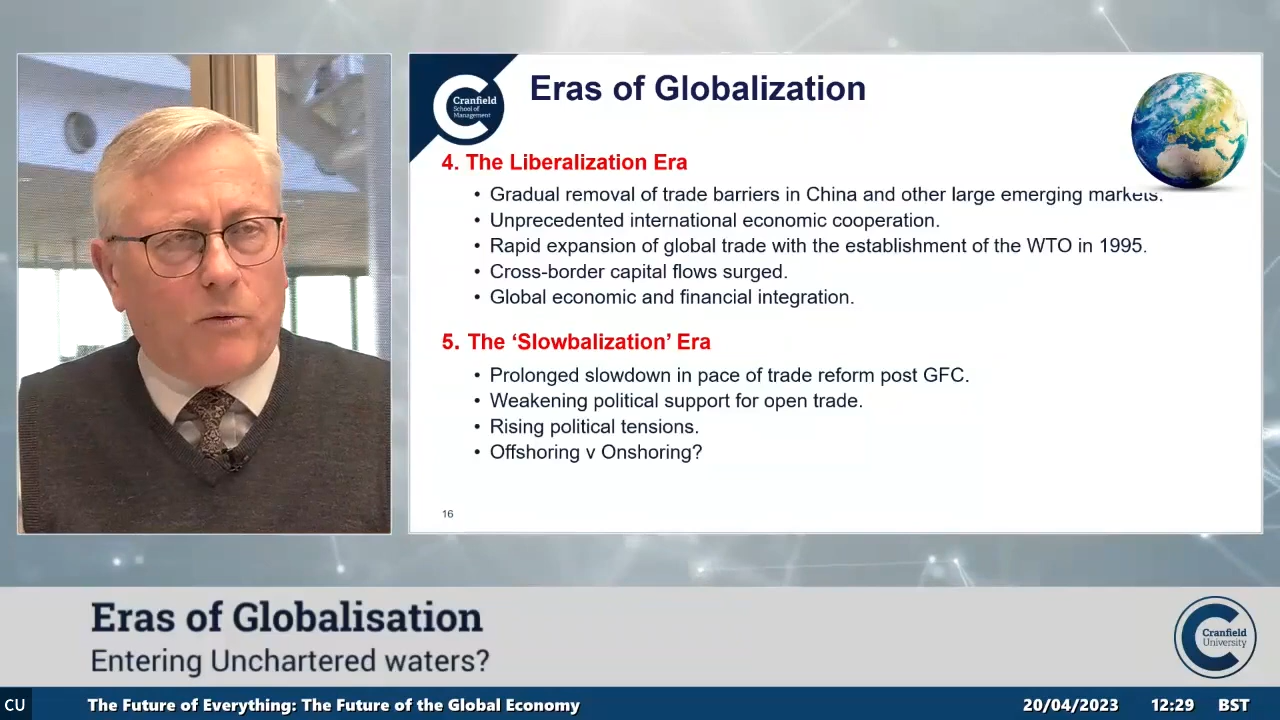 Cranfield
School of
Management
Eras of Globalization
4. The Liberalization Era
• Gradual removal of trade barriers in China and other large emerging markets.
• Unprecedented international economic cooperation.
• Rapid expansion of global trade with the establishment of the WTO in 1995.
• Cross-border capital flows surged.
• Global economic and financial integration.
5. The ‘Slowbalization’ Era
• Prolonged slowdown in pace of trade reform post GFC.
• Weakening political support for open trade.
• Rising political tensions.
• Offshoring v Onshoring?
16
Eras of Globalisation
Entering Unchartered waters?
Cranfield
University
CU The Future of Everything: The Future of the Global Economy 20/04/2023 12:29 BST